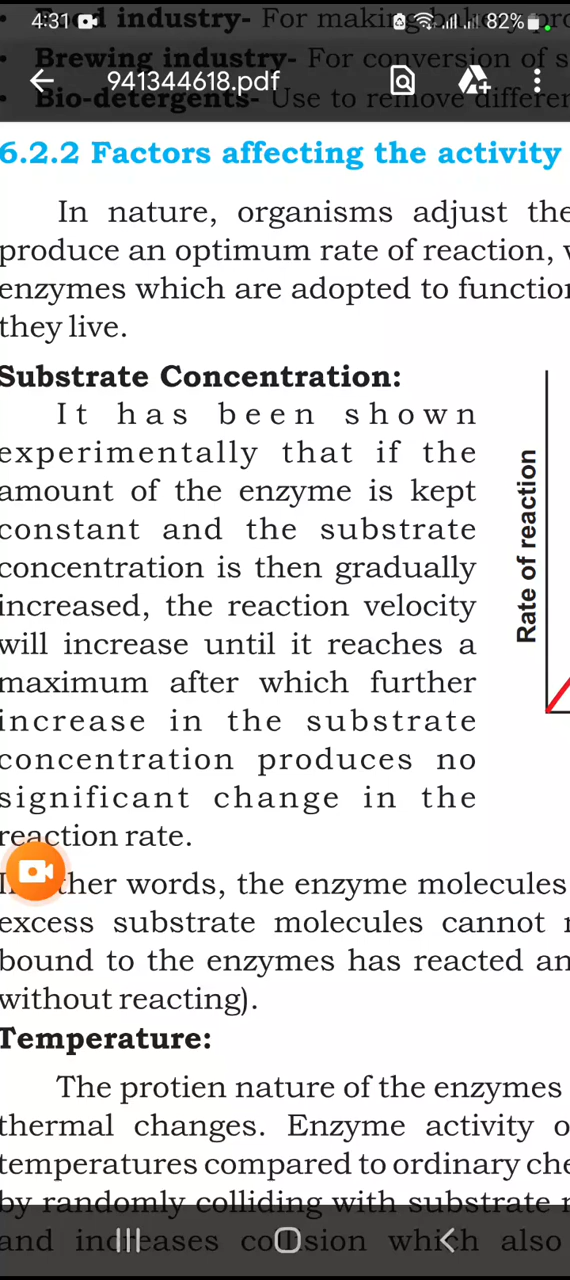 4:31 82%
Food industry- For making bakery pro
Brewing industry- For conversion of s
941344618.pdf
Bio-detergents- Use to remove differen
6.2.2 Factors affecting the activity
In nature, organisms adjust the
produce an optimum rate of reaction,
enzymes which are adopted to function
they live.
Substrate Concentration:
It has been shown
experimentally that if the
amount of the enzyme is kept
constant and the substrate
concentration is then gradually
increased, the reaction velocity
will increase until it reaches a
maximum after which further
increase in the substrate
concentration produces no
significant change in the
reaction rate.
Rate of reaction
ther words, the enzyme molecules
excess substrate molecules cannot
bound to the enzymes has reacted an
without reacting).
Temperature:
The protien nature of the enzymes
thermal changes. Enzyme activity o
temperatures compared to ordinary che
by randomly colliding with substrate
and increases collision which also